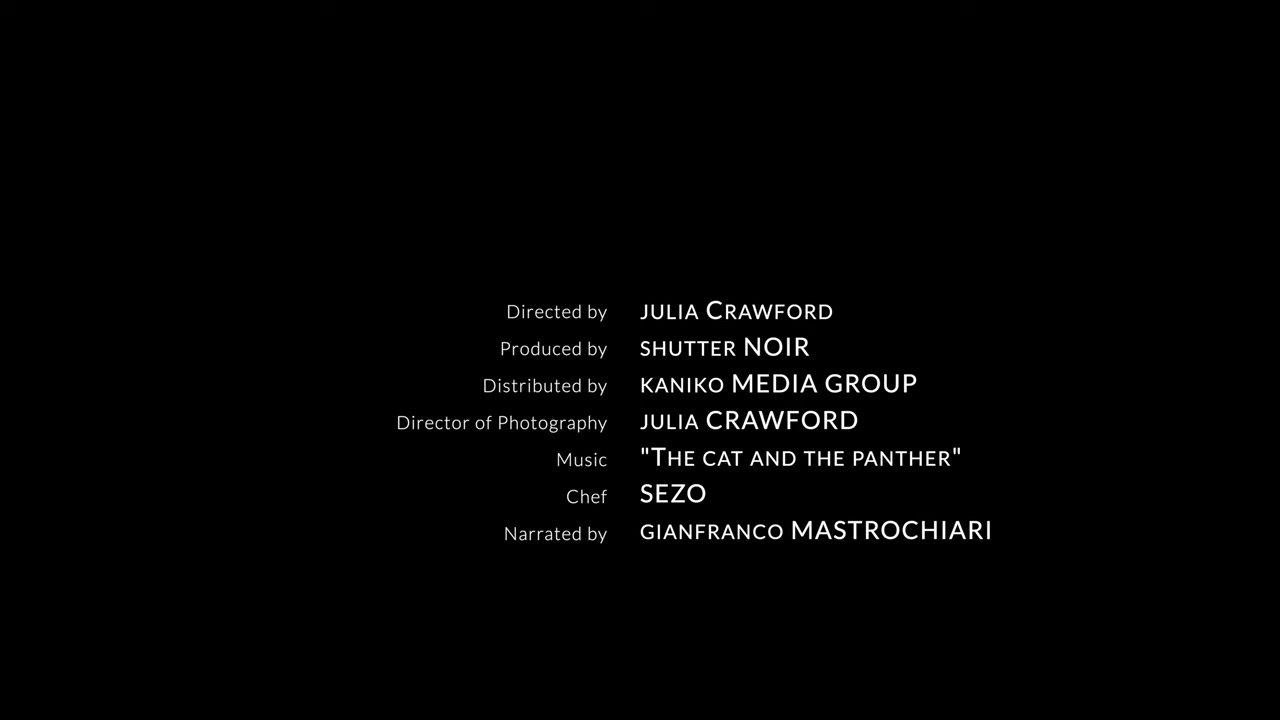 Directed by JULIA CRAWFORD
Produced by SHUTTER NOIR
Distributed by KANIKO MEDIA GROUP
Director of Photography JULIA CRAWFORD
Music "THE CAT AND THE PANTHER"
Chef SEZO
Narrated by GIANFRANCO MASTROCHIARI